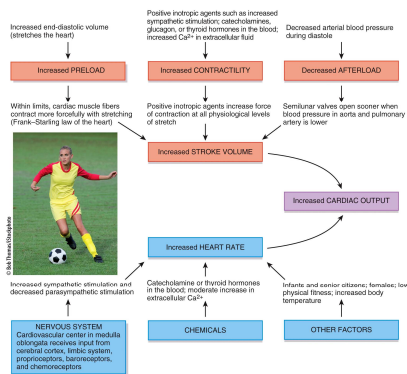 Increased end-diastolic volume
(stretches the heart)
Positive inotropic agents such as increased
sympathetic stimulation; catecholamines,
glucagon, or thyroid hormones in the blood;
increased Ca2+ in extracellular fluid
Decreased arterial blood pressure
during diastole
Increased PRELOAD
Increased CONTRACTILITY
Decreased AFTERLOAD
Within limits, cardiac muscle fibers
contract more forcefully with stretching
(Frank–Starling law of the heart)
Positive inotropic agents increase force
of contraction at all physiological levels
of stretch
Semilunar valves open sooner when
blood pressure in aorta and pulmonary
artery is lower
Increased STROKE VOLUME
Increased CARDIAC OUTPUT
© Bob Thomas/iStockphoto
Increased HEART RATE
Increased sympathetic stimulation and
decreased parasympathetic stimulation
Catecholamine or thyroid hormones
in the blood; moderate increase in
extracellular Ca2+
Infants and senior citizens; females; low
physical fitness; increased body
temperature
NERVOUS SYSTEM
Cardiovascular center in medulla
oblongata receives input from
cerebral cortex, limbic system,
proprioceptors, baroreceptors,
and chemoreceptors
CHEMICALS
OTHER FACTORS